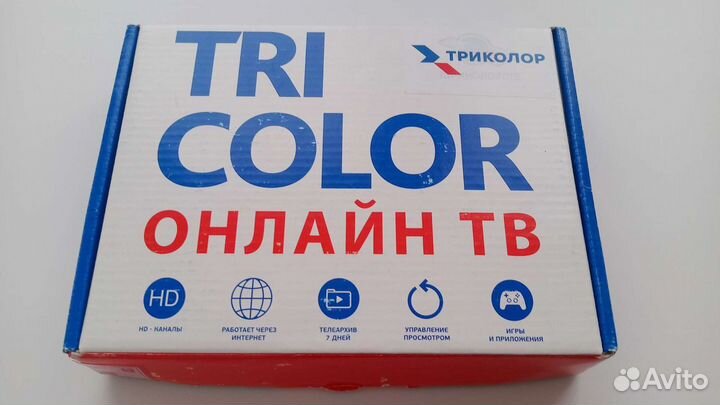 TRI
COLOR
ТРИКОЛОР
ОНЛАЙН ТВ
HD
HD - КАНАЛЫ
РАБОТАЕТ ЧЕРЕЗ
ИНТЕРНЕТ
ТЕЛЕАРХИВ
7 ДНЕЙ
УПРАВЛЕНИЕ
ПРОСМОТРОМ
ИГРЫ
И ПРИЛОЖЕНИЯ
Avito